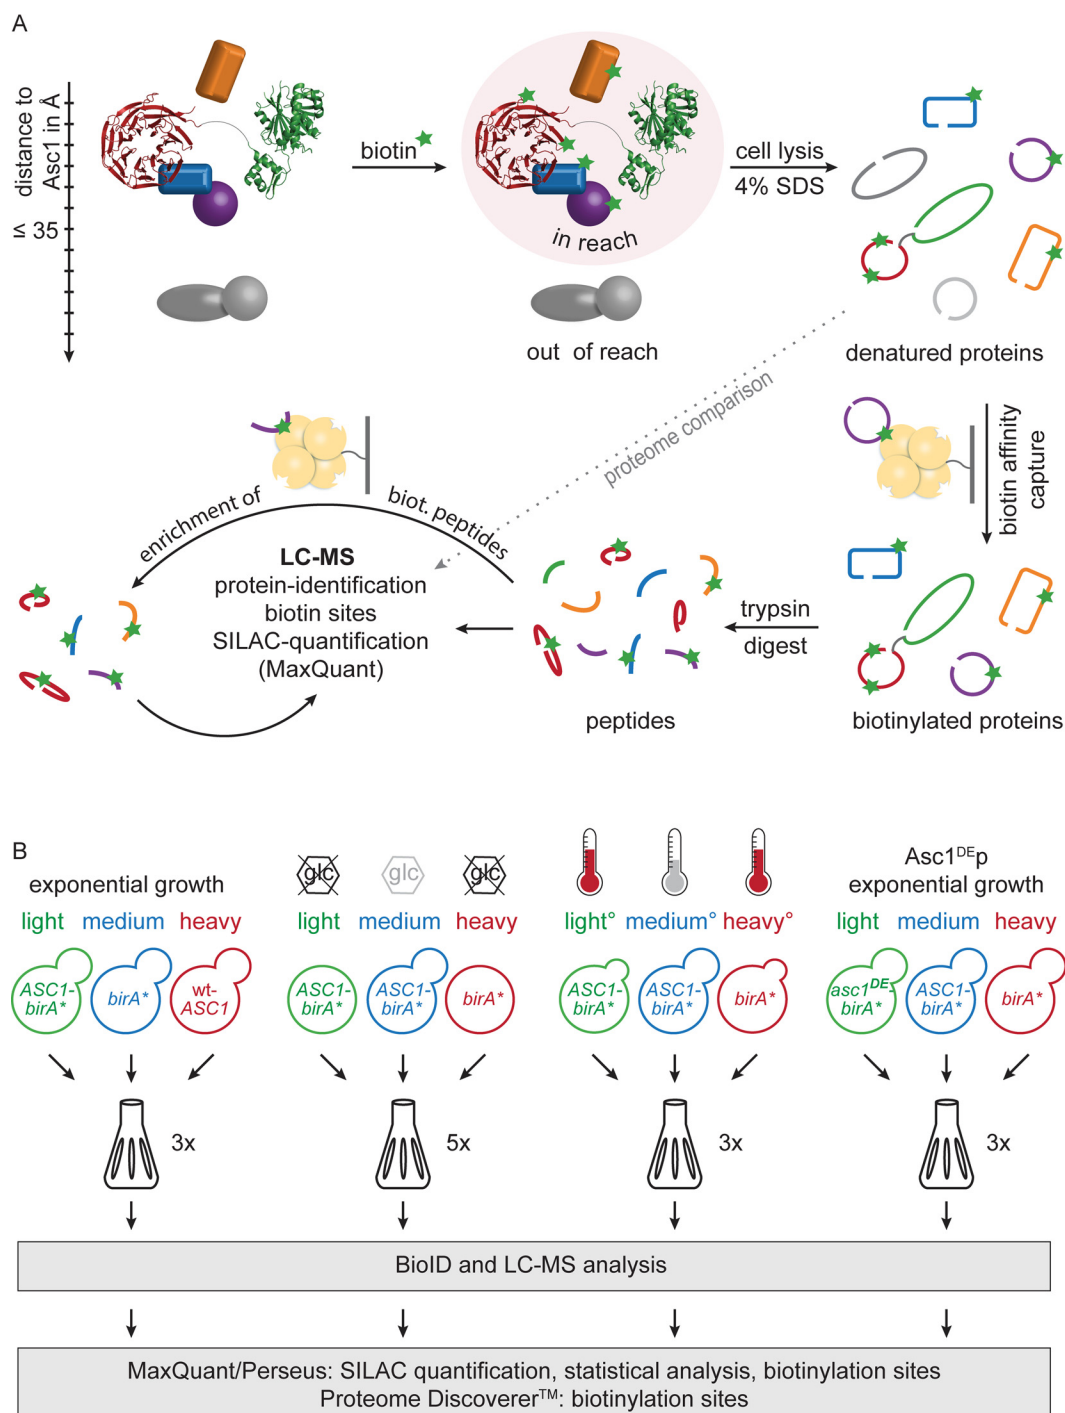 A
distance to
Asc1 in Å
≤ 35
biotin
in reach
out of reach
cell lysis
4% SDS
denatured proteins
proteome comparison
biotin affinity
capture
enrichment of
biot. peptides
LC-MS
protein-identification
biotin sites
SILAC-quantification
(MaxQuant)
trypsin
digest
peptides
biotinylated proteins
B
exponential growth
light medium heavy
ASC1-
birA*
birA*
wt-
ASC1
3x
glc glc glc
light medium heavy
ASC1-
birA*
ASC1-
birA*
birA*
5x
light° medium° heavy°
ASC1-
birA*
ASC1-
birA*
birA*
3x
Asc1ᴰᴱp
exponential growth
light medium heavy
asc1ᴰᴱ-
birA*
ASC1-
birA*
birA*
3x
BioID and LC-MS analysis
MaxQuant/Perseus: SILAC quantification, statistical analysis, biotinylation sites
Proteome Discoverer™: biotinylation sites